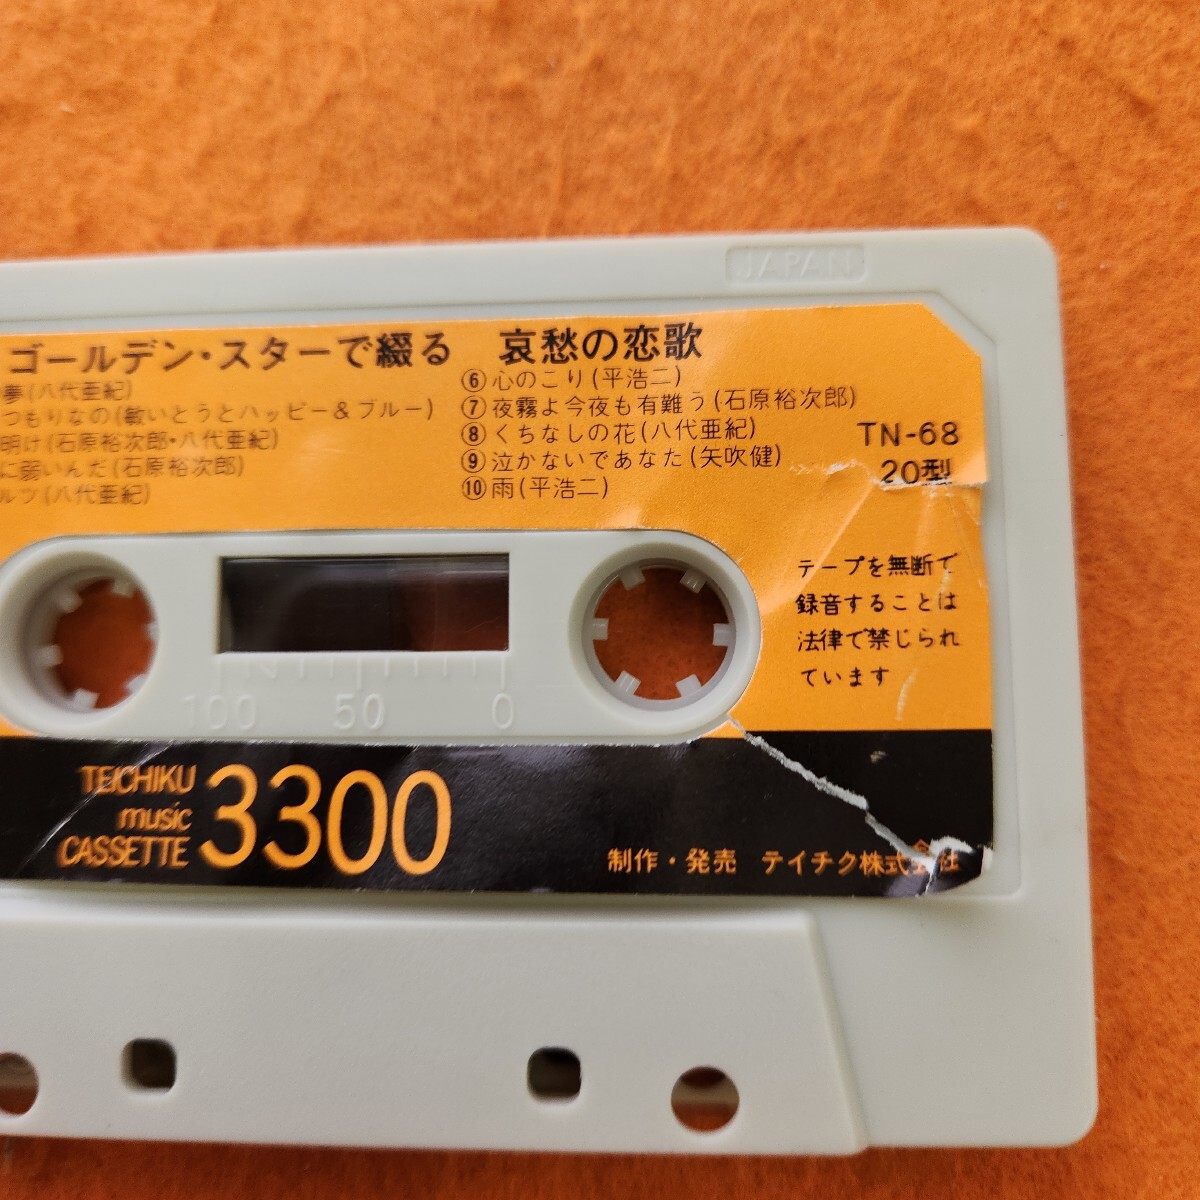 JAPAN
ゴールデン・スターで綴る 哀愁の恋歌
夢(八代亜紀)
つもりなの(敏いとうとハッピー&ブルー)
明け(石原裕次郎・八代亜紀)
に弱いんだ(石原裕次郎)
ルツ(八代亜紀)
⑥心のこり(平浩二)
⑦夜霧よ今夜も有難う(石原裕次郎)
⑧くちなしの花(八代亜紀)
⑨泣かないであなた(矢吹健)
⑩雨(平浩二)
TN-68
20型
テープを無断で
録音することは
法律で禁じられ
ています
100 50 0
TEICHIKU
music
CASSETTE
3300
制作・発売 テイチク株式会社